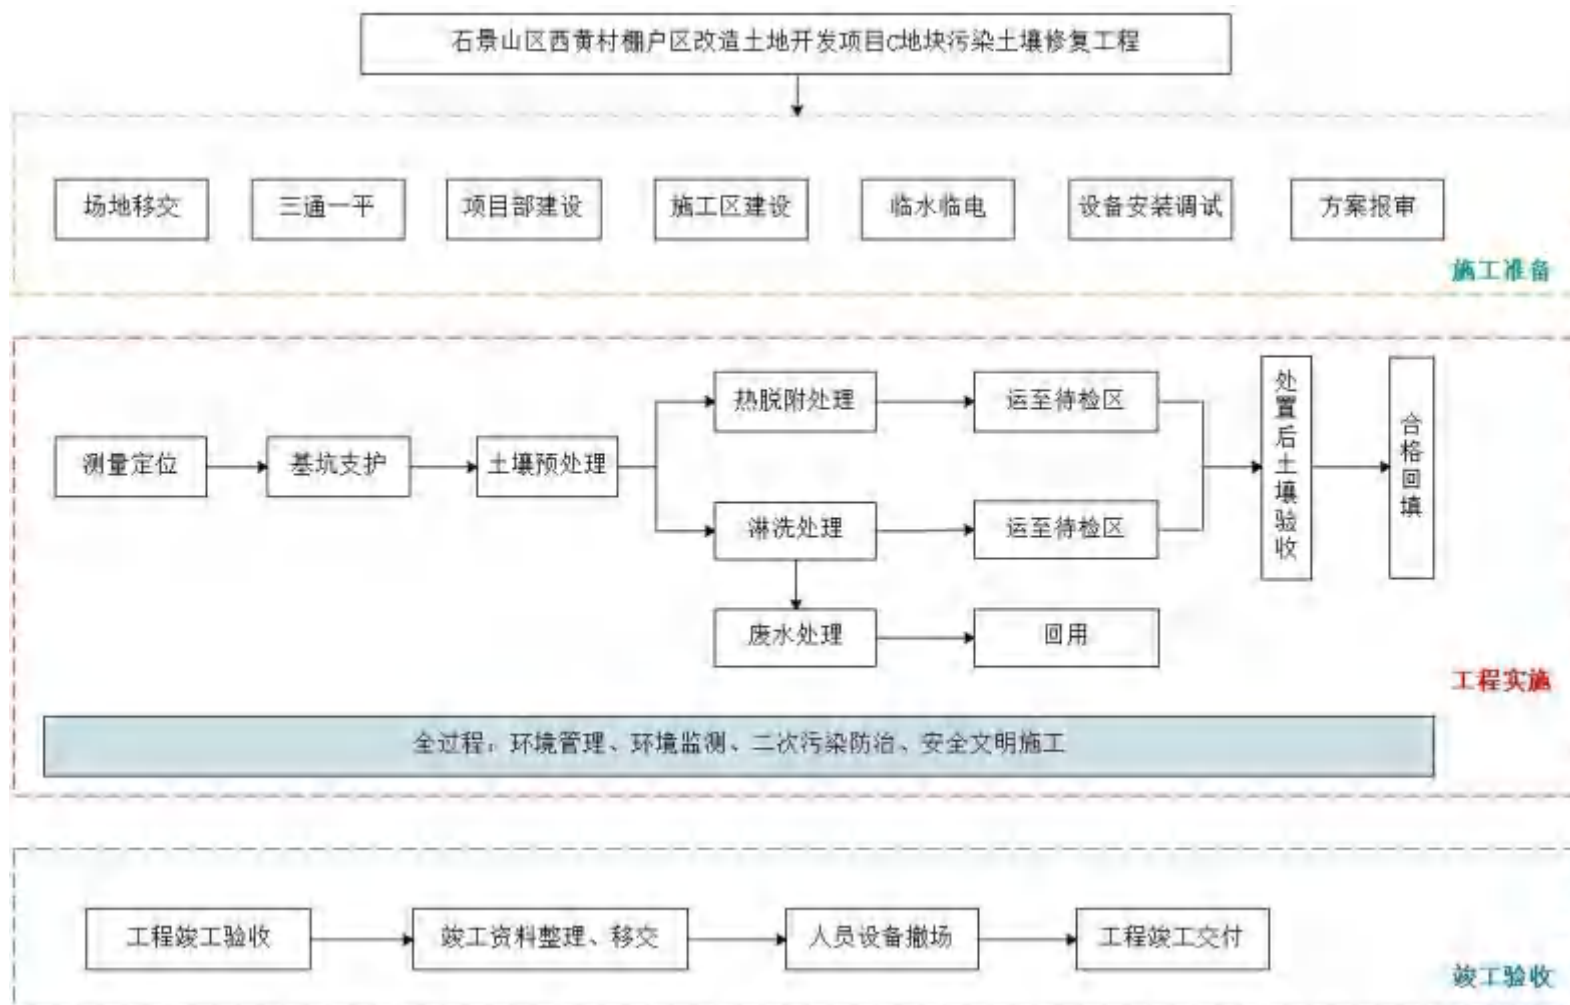 石景山区西黄村棚户区改造土地开发项目C地块污染土壤修复工程
场地移交
三通一平
项目部建设
施工区建设
临水临电
设备安装调试
方案报审
施工准备
测量定位
基坑支护
土壤预处理
热脱附处理
运至待检区
淋洗处理
运至待检区
废水处理
回用
处置后土壤验收
合格回填
工程实施
全过程：环境管理、环境监测、二次污染防治、安全文明施工
工程竣工验收
竣工资料整理、移交
人员设备撤场
工程竣工交付
竣工验收